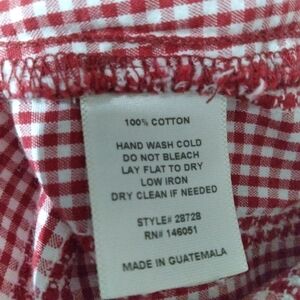 100% COTTON
HAND WASH COLD
DO NOT BLEACH
LAY FLAT TO DRY
LOW IRON
DRY CLEAN IF NEEDED
STYLE# 28728
RN# 146051
MADE IN GUATEMALA